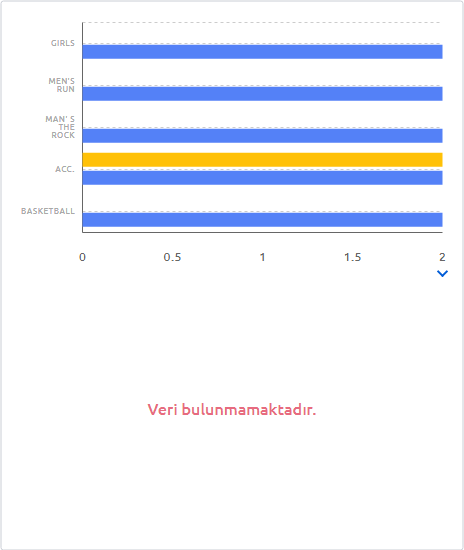 GIRLS
MEN'S
RUN
MAN' S
THE
ROCK
ACC.
BASKETBALL
0 0.5 1 1.5 2
Veri bulunmamaktadır.